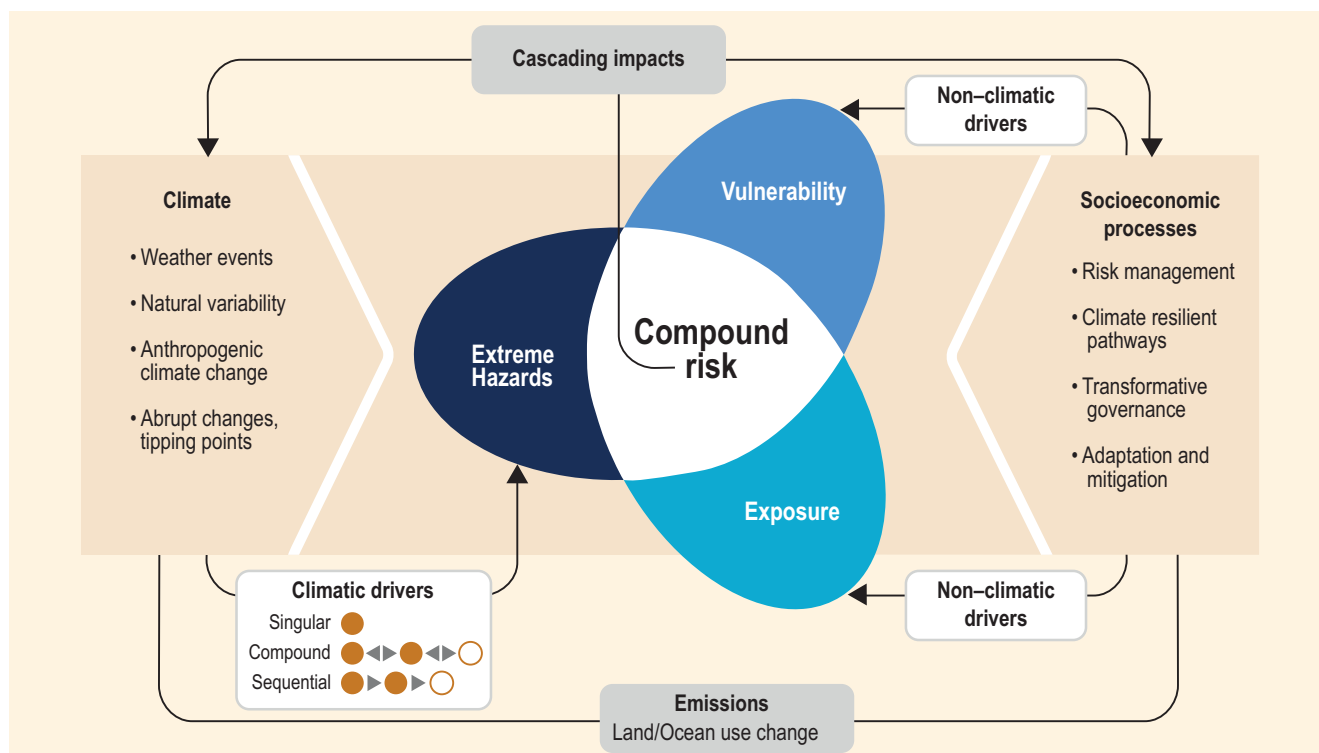 Cascading impacts
Non–climatic
drivers
Climate
• Weather events
• Natural variability
• Anthropogenic
climate change
• Abrupt changes,
tipping points
Vulnerability
Extreme
Hazards
Compound
risk
Exposure
Socioeconomic
processes
• Risk management
• Climate resilient
pathways
• Transformative
governance
• Adaptation and
mitigation
Climatic drivers
Singular
Compound
Sequential
Non–climatic
drivers
Emissions
Land/Ocean use change